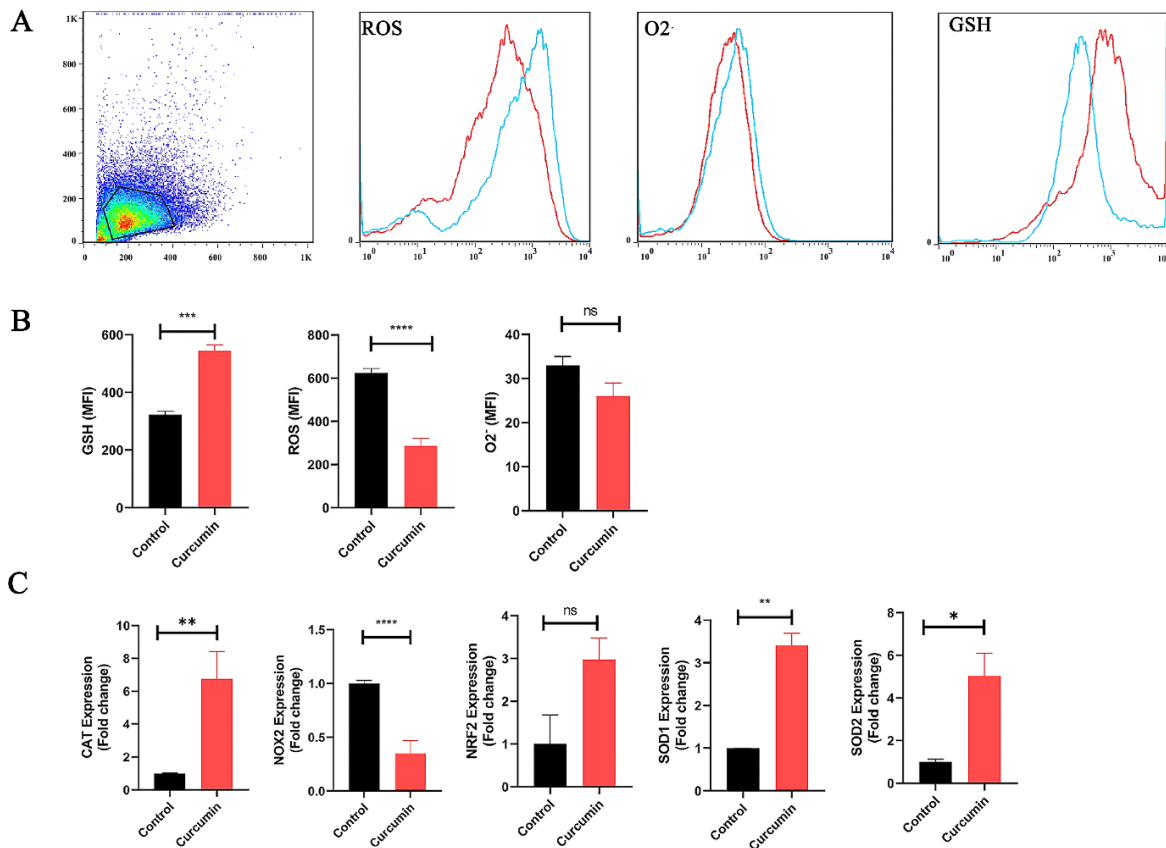 A
1K
800
600
400
200
0
0 200 400 600 800 1K
ROS
0
10^0 10^1 10^2 10^3 10^4
O2-
0
10^0 10^1 10^2 10^3 10^4
GSH
0
10^0 10^1 10^2 10^3
B
GSH (MFI)
600
400
200
0
***
Control
Curcumin
ROS (MFI)
800
600
400
200
0
****
Control
Curcumin
O2⁻ (MFI)
40
30
20
10
0
ns
Control
Curcumin
C
CAT Expression
(Fold change)
10
8
6
4
2
0
**
Control
Curcumin
NOX2 Expression
(Fold change)
1.5
1.0
0.5
0.0
****
Control
Curcumin
NRF2 Expression
(Fold change)
4
3
2
1
0
ns
Control
Curcumin
SOD1 Expression
(Fold change)
4
3
2
1
0
**
Control
Curcumin
SOD2 Expression
(Fold change)
8
6
4
2
0
*
Control
Curcumin